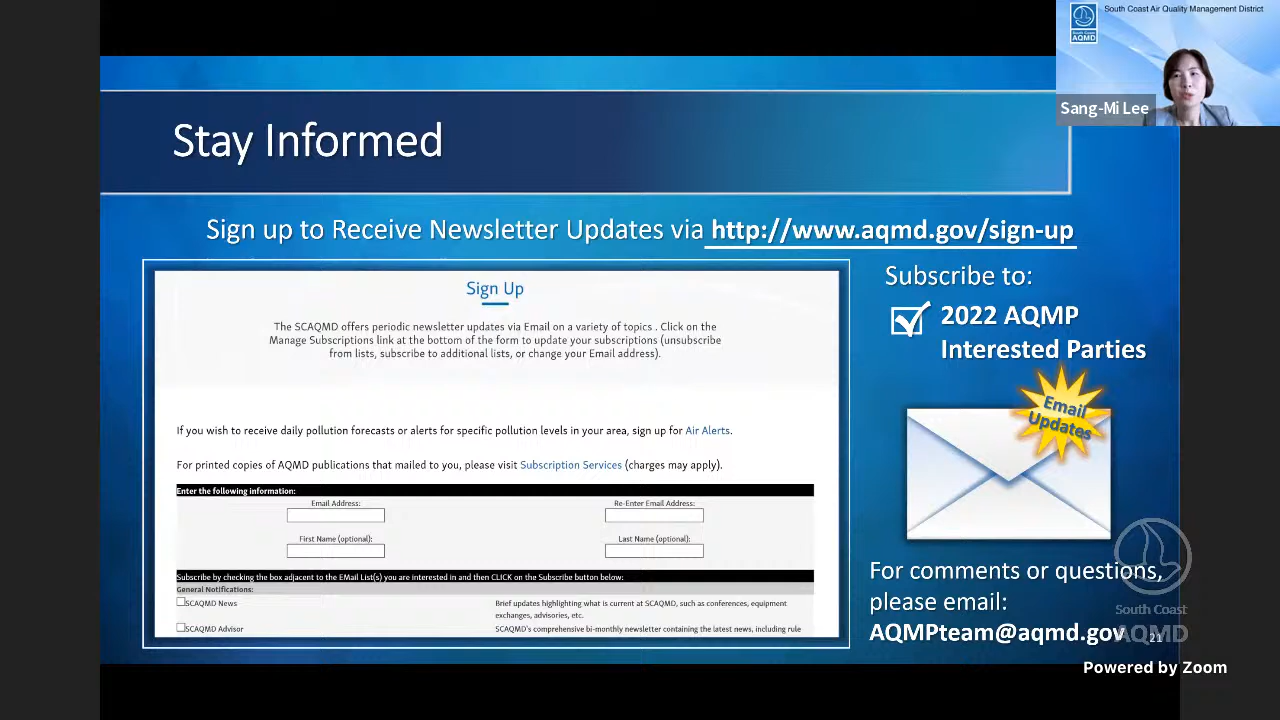 South Coast Air Quality Management District
South Coast
AQMD
Sang-Mi Lee
Stay Informed
Sign up to Receive Newsletter Updates via http://www.aqmd.gov/sign-up
Sign Up
The SCAQMD offers periodic newsletter updates via Email on a variety of topics . Click on the
Manage Subscriptions link at the bottom of the form to update your subscriptions (unsubscribe
from lists, subscribe to additional lists, or change your Email address).
If you wish to receive daily pollution forecasts or alerts for specific pollution levels in your area, sign up for Air Alerts.
For printed copies of AQMD publications that mailed to you, please visit Subscription Services (charges may apply).
Enter the following information:
Email Address:
Re-Enter Email Address:
First Name (optional):
Last Name (optional):
Subscribe by checking the box adjacent to the EMail List(s) you are interested in and then CLICK on the Subscribe button below:
General Notifications:
SCAQMD News
Brief updates highlighting what is current at SCAQMD, such as conferences, equipment
exchanges, advisories, etc.
SCAQMD Advisor
SCAQMD's comprehensive bi-monthly newsletter containing the latest news, including rule
Subscribe to:
2022 AQMP
Interested Parties
Email
Updates
For comments or questions,
please email:
AQMPteam@aqmd.gov
South Coast
AQMD
21
Powered by Zoom